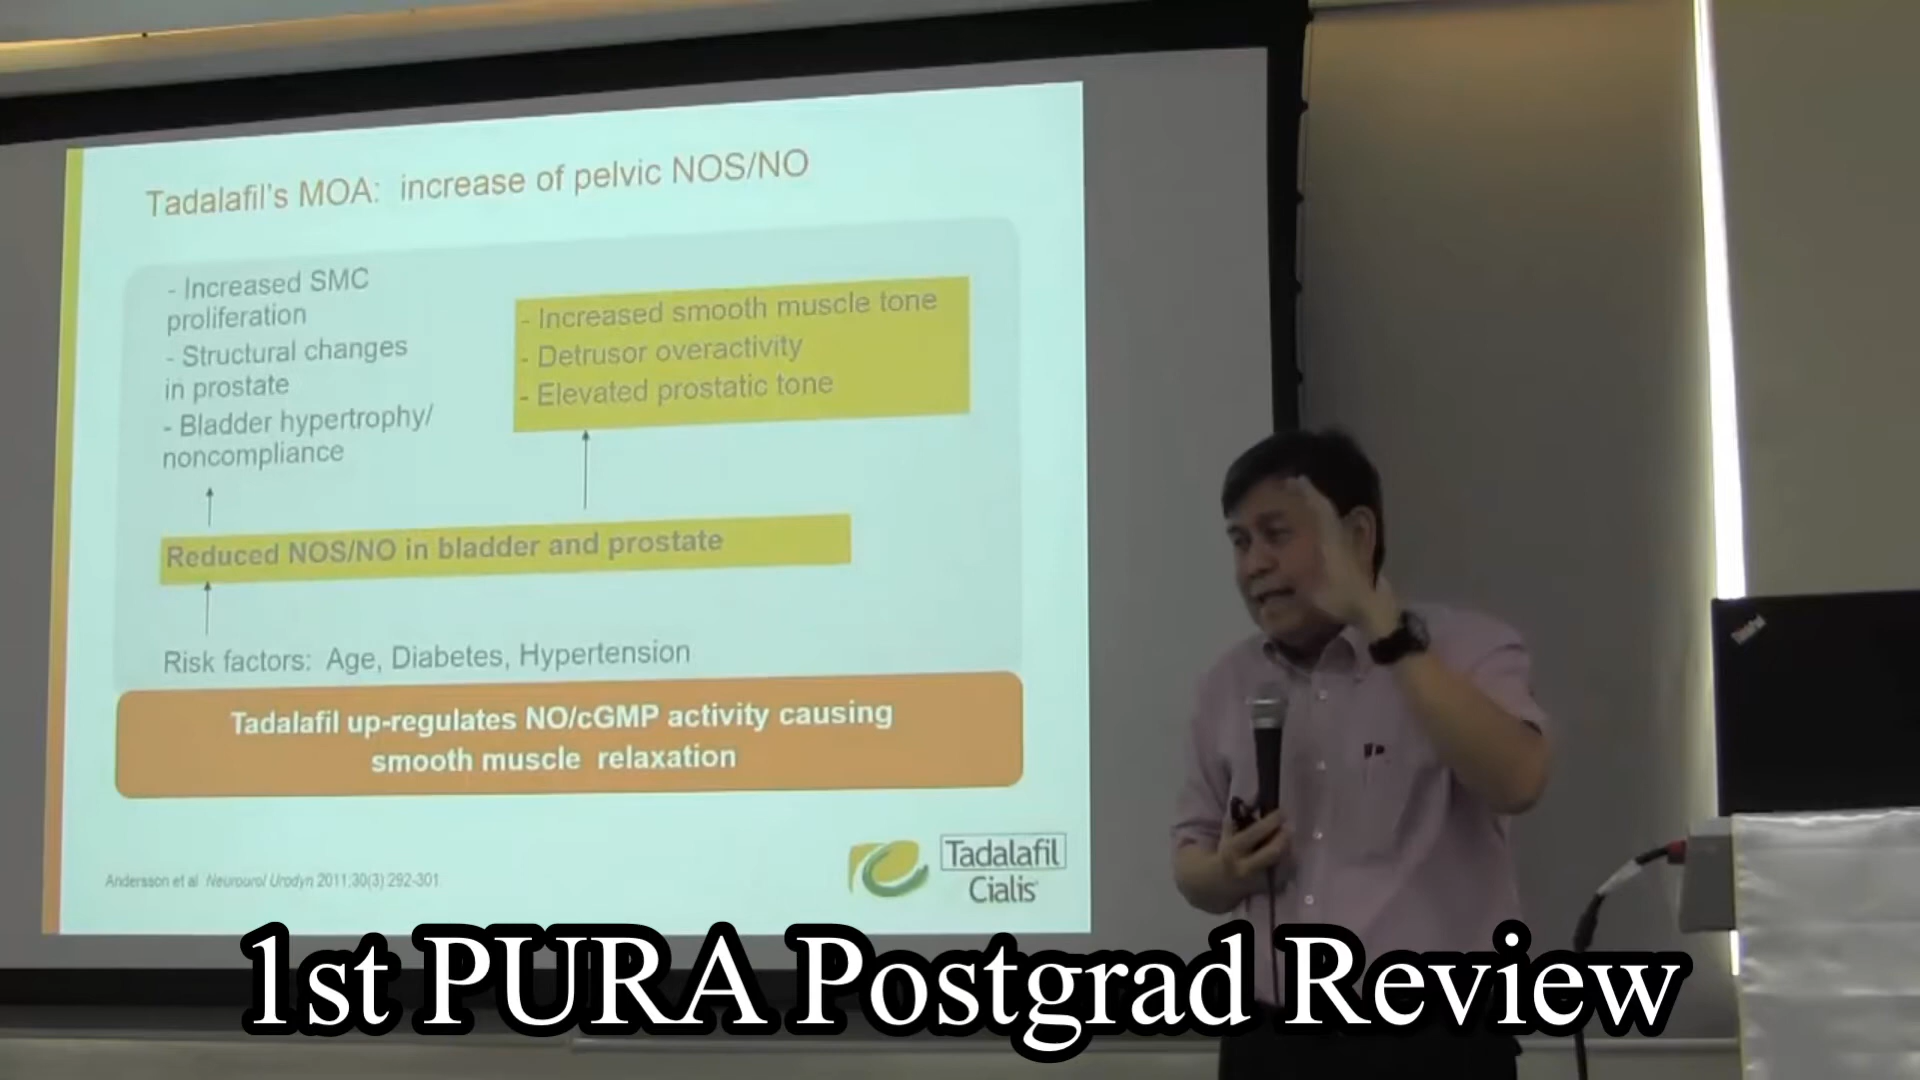 Tadalafil's MOA: increase of pelvic NOS/NO
- Increased SMC
proliferation
- Structural changes
in prostate
- Bladder hypertrophy/
noncompliance
- Increased smooth muscle tone
- Detrusor overactivity
- Elevated prostatic tone
Reduced NOS/NO in bladder and prostate
Risk factors: Age, Diabetes, Hypertension
Tadalafil up-regulates NO/cGMP activity causing
smooth muscle relaxation
Andersson et al Neurourol Urodyn 2011;30(3):292-301.
Tadalafil
Cialis
ThinkPad
1st PURA Postgrad Review